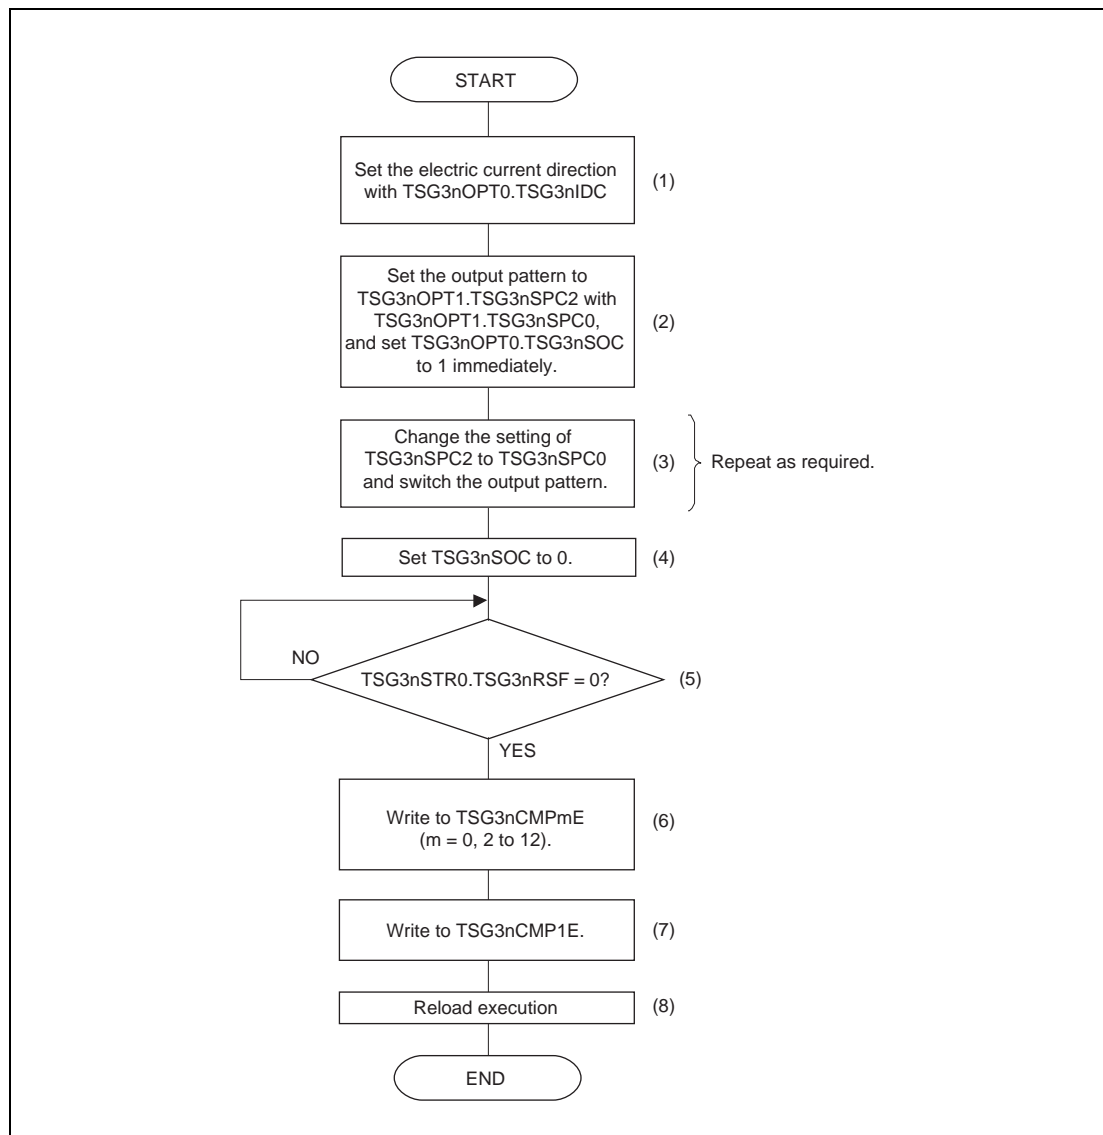 START
Set the electric current direction
with TSG3nOPT0.TSG3nIDC
(1)
Set the output pattern to
TSG3nOPT1.TSG3nSPC2 with
TSG3nOPT1.TSG3nSPC0,
and set TSG3nOPT0.TSG3nSOC
to 1 immediately.
(2)
Change the setting of
TSG3nSPC2 to TSG3nSPC0
and switch the output pattern.
(3)
Repeat as required.
Set TSG3nSOC to 0.
(4)
NO
TSG3nSTR0.TSG3nRSF = 0?
(5)
YES
Write to TSG3nCMPmE
(m = 0, 2 to 12).
(6)
Write to TSG3nCMP1E.
(7)
Reload execution
(8)
END